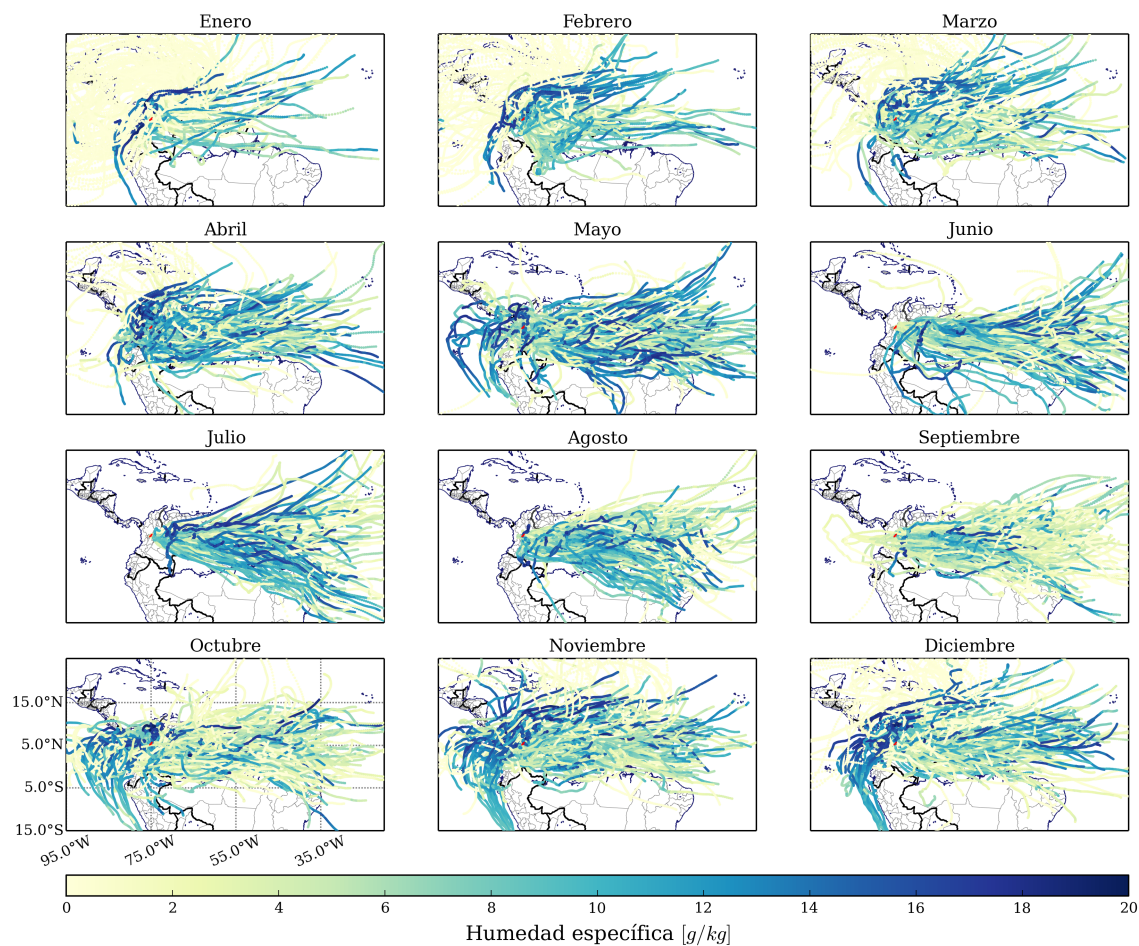 Enero
Febrero
Marzo
Abril
Mayo
Junio
Julio
Agosto
Septiembre
Octubre
Noviembre
Diciembre
15.0°N
5.0°N
5.0°S
15.0°S
95.0°W
75.0°W
55.0°W
35.0°W
0 2 4 6 8 10 12 14 16 18 20
Humedad específica [g/kg]